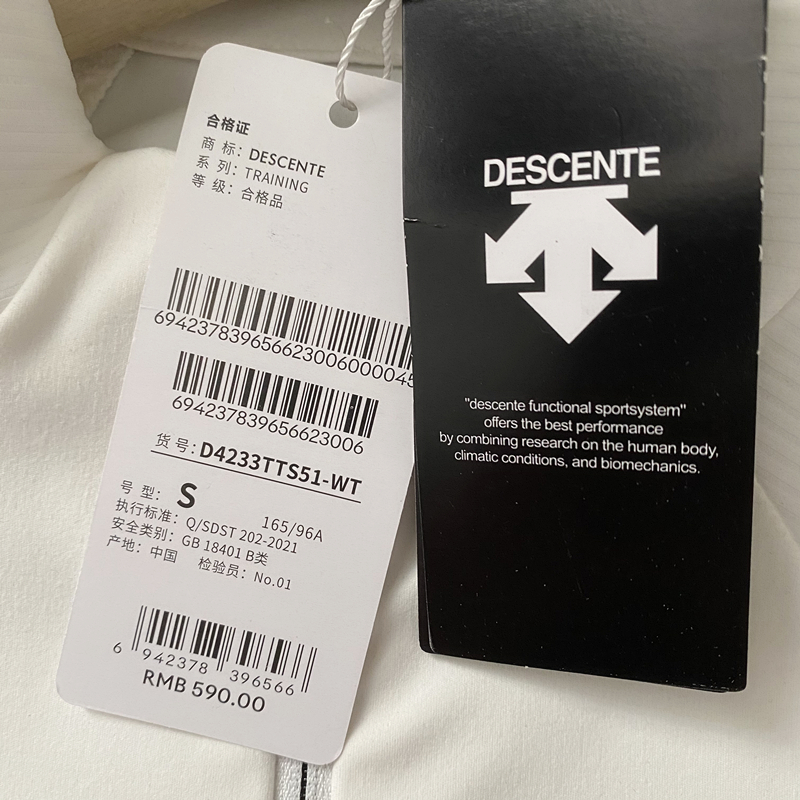 合格证
商 标: DESCENTE
系 列: TRAINING
等 级: 合格品
6942378396566230060000045
694237839656623006
货 号: D4233TTS51-WT
号 型: S 165/96A
执行标准: Q/SDST 202-2021
安全类别: GB 18401 B类
产地: 中国 检验员: No.01
6 942378 396566
RMB 590.00
DESCENTE
"descente functional sportsystem"
offers the best performance
by combining research on the human body,
climatic conditions, and biomechanics.